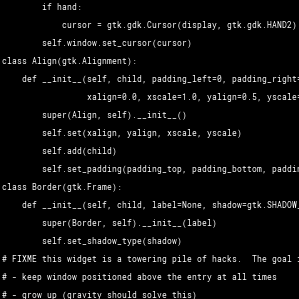 if hand:
cursor = gtk.gdk.Cursor(display, gtk.gdk.HAND2)
self.window.set_cursor(cursor)
class Align(gtk.Alignment):
def __init__(self, child, padding_left=0, padding_right=
xalign=0.0, xscale=1.0, yalign=0.5, yscale=
super(Align, self).__init__()
self.set(xalign, yalign, xscale, yscale)
self.add(child)
self.set_padding(padding_top, padding_bottom, paddin
class Border(gtk.Frame):
def __init__(self, child, label=None, shadow=gtk.SHADOW_
super(Border, self).__init__(label)
self.set_shadow_type(shadow)
# FIXME this widget is a towering pile of hacks.  The goal i
# - keep window positioned above the entry at all times
# - grow up (gravity should solve this)